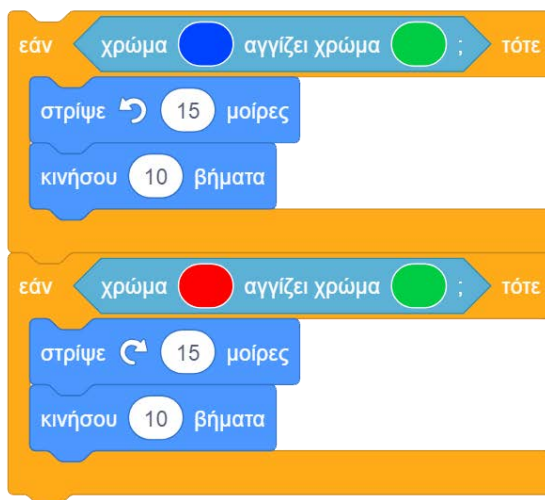 εάν χρώμα αγγίζει χρώμα ; τότε
στρίψε 15 μοίρες
κινήσου 10 βήματα
εάν χρώμα αγγίζει χρώμα ; τότε
στρίψε 15 μοίρες
κινήσου 10 βήματα